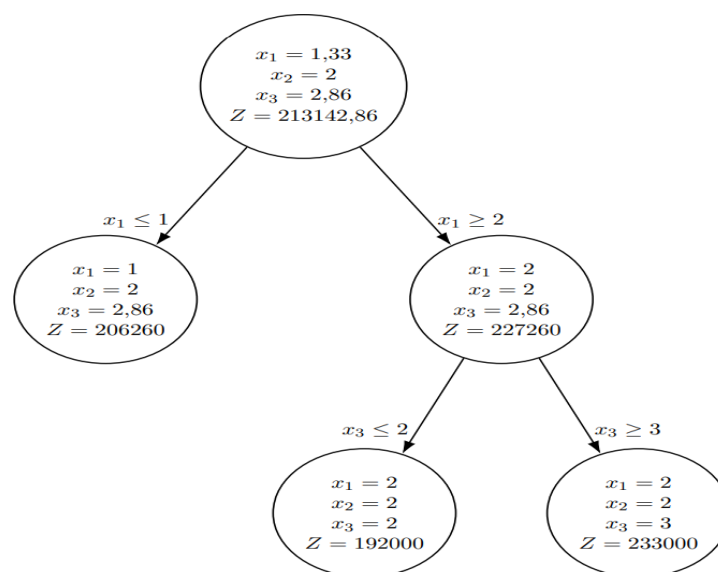 x₁ = 1,33
x₂ = 2
x₃ = 2,86
Z = 213142,86
x₁ ≤ 1
x₁ ≥ 2
x₁ = 1
x₂ = 2
x₃ = 2,86
Z = 206260
x₁ = 2
x₂ = 2
x₃ = 2,86
Z = 227260
x₃ ≤ 2
x₃ ≥ 3
x₁ = 2
x₂ = 2
x₃ = 2
Z = 192000
x₁ = 2
x₂ = 2
x₃ = 3
Z = 233000